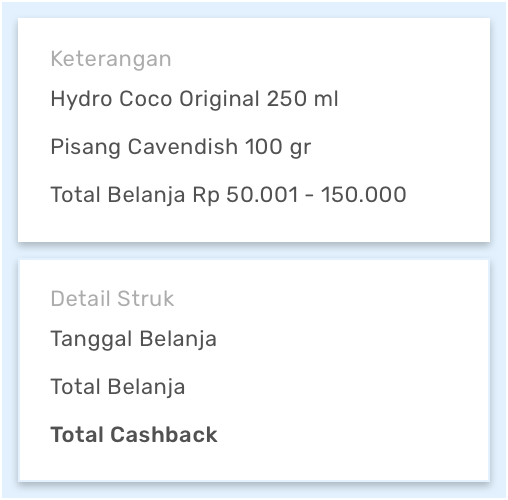 Keterangan
Hydro Coco Original 250 ml
Pisang Cavendish 100 gr
Total Belanja Rp 50.001 - 150.000
Detail Struk
Tanggal Belanja
Total Belanja
Total Cashback